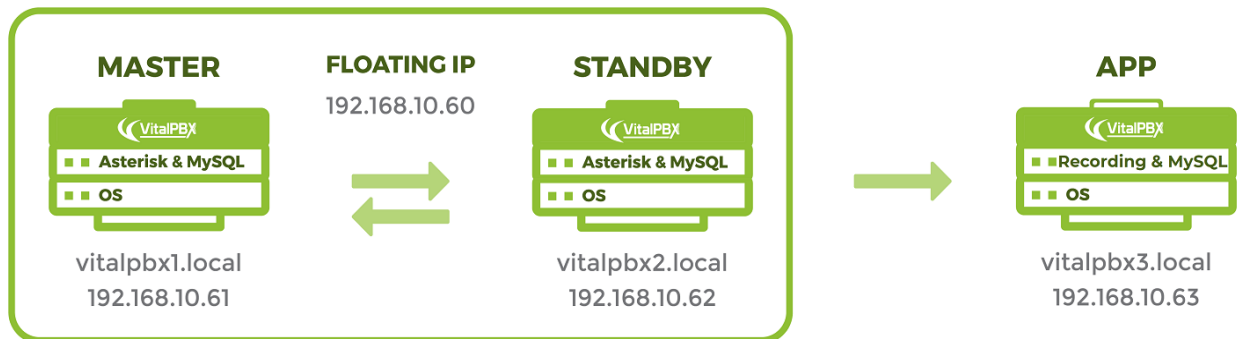 MASTER
FLOATING IP
STANDBY
APP
192.168.10.60
VitalPBX
VitalPBX
VitalPBX
Asterisk & MySQL
Asterisk & MySQL
Recording & MySQL
OS
OS
OS
vitalpbx1.local
vitalpbx2.local
vitalpbx3.local
192.168.10.61
192.168.10.62
192.168.10.63